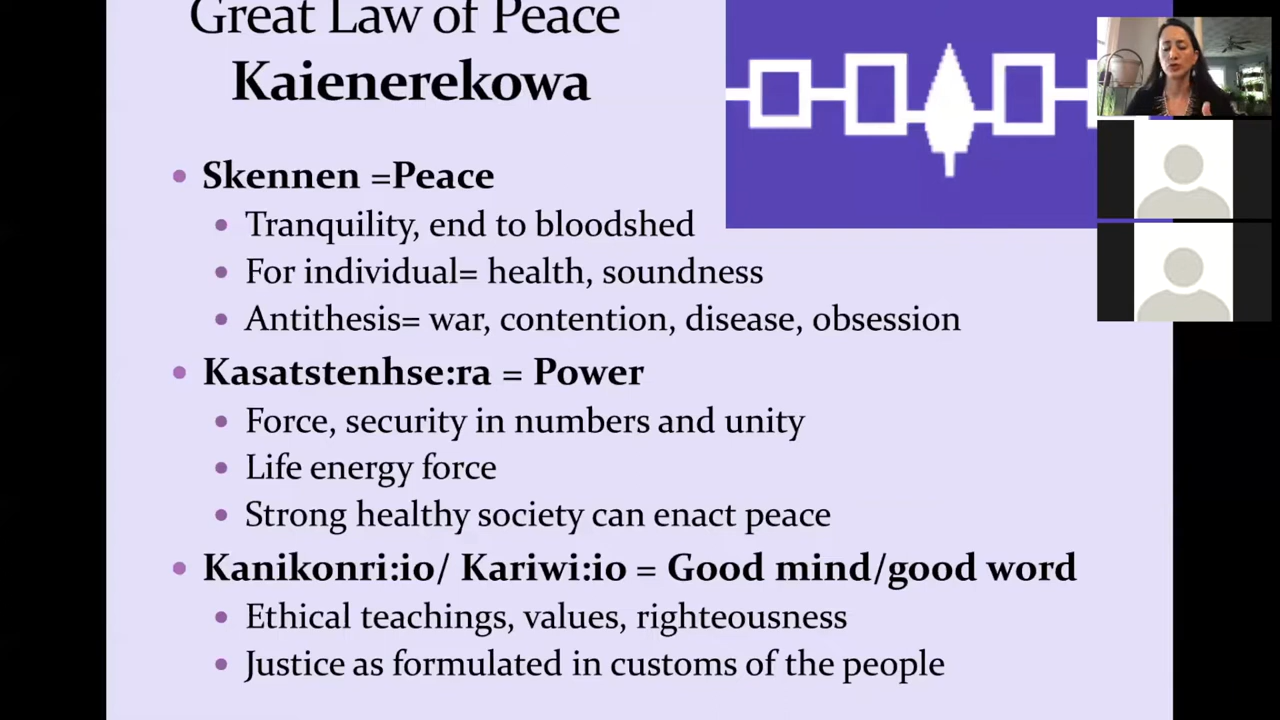 Great Law of Peace
Kaienerekowa
Skennen =Peace
Tranquility, end to bloodshed
For individual= health, soundness
Antithesis= war, contention, disease, obsession
Kasatstenhse:ra = Power
Force, security in numbers and unity
Life energy force
Strong healthy society can enact peace
Kanikonri:io/ Kariwi:io = Good mind/good word
Ethical teachings, values, righteousness
Justice as formulated in customs of the people